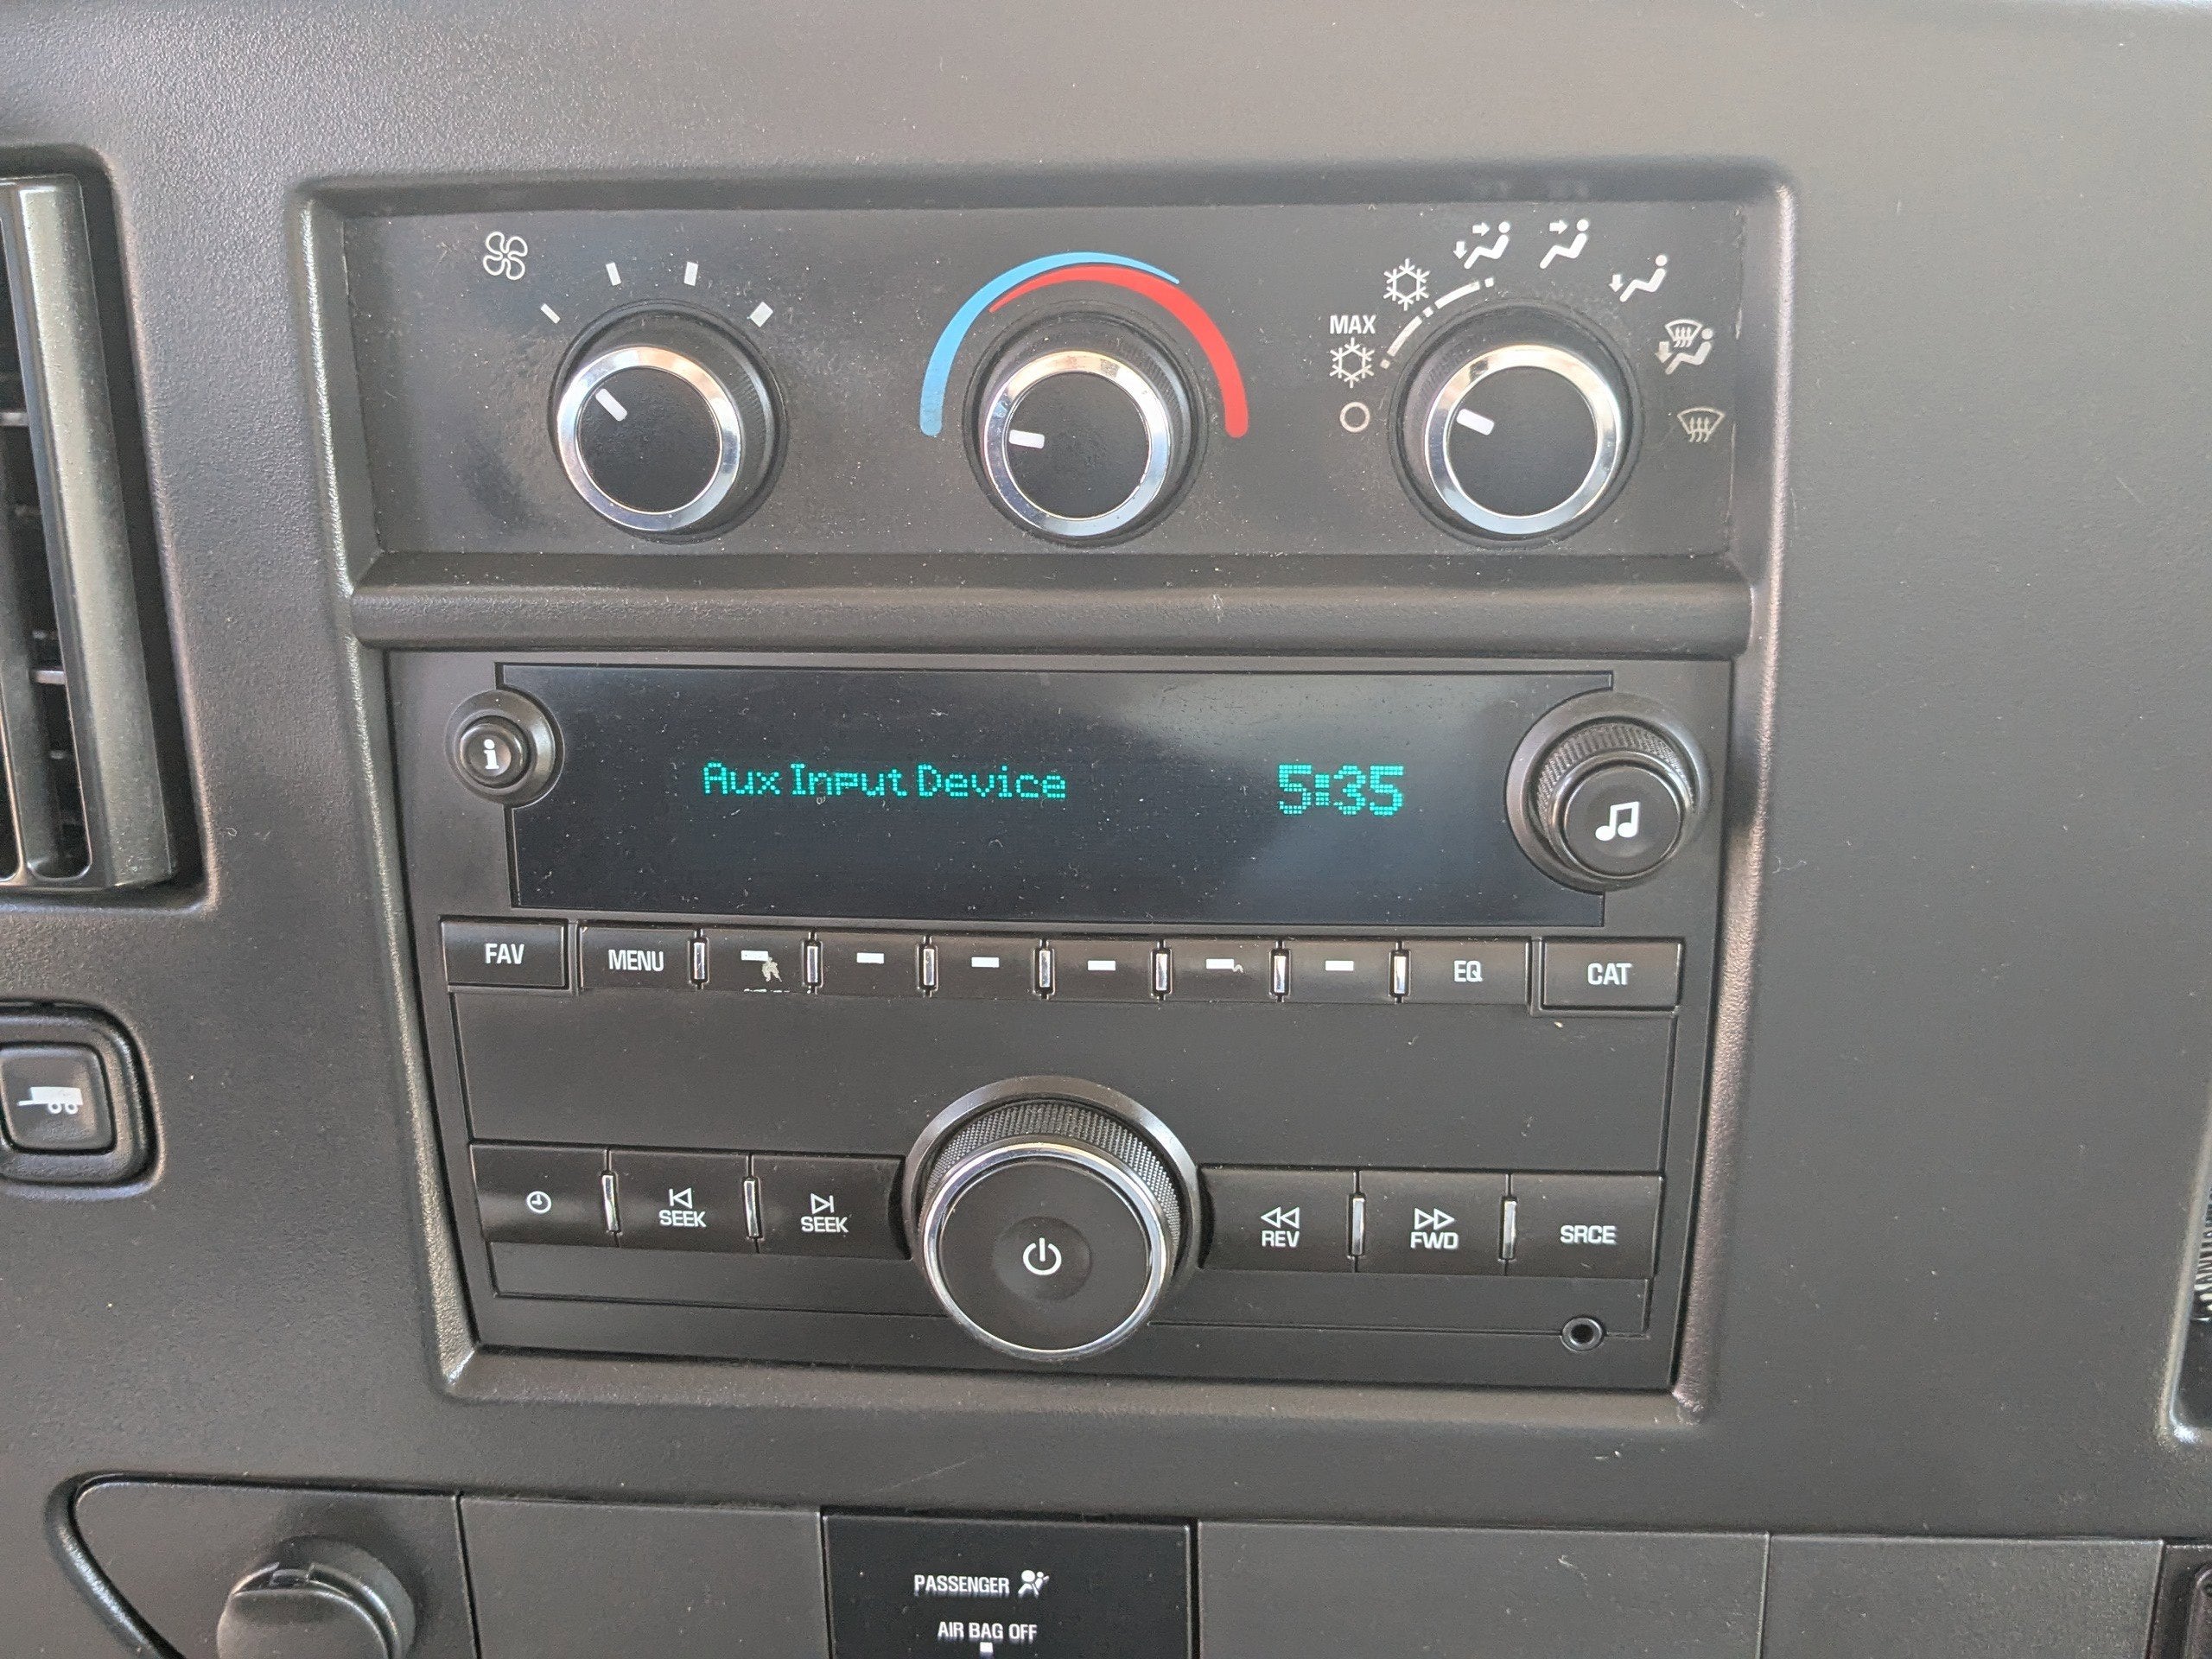 MAX
i
Aux Input Device 5:35
FAV MENU EQ CAT
SEEK SEEK REV FWD SRCE
PASSENGER
AIR BAG OFF